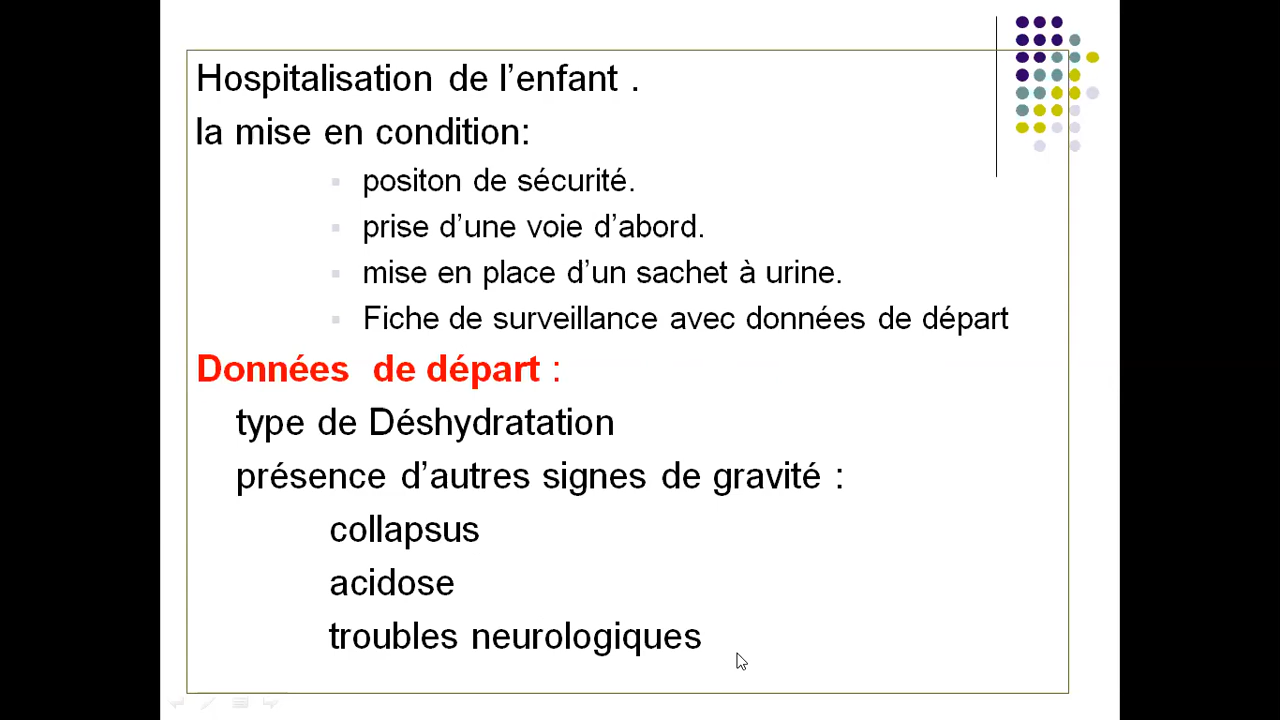 Hospitalisation de l’enfant .
la mise en condition:
▪ positon de sécurité.
▪ prise d’une voie d’abord.
▪ mise en place d’un sachet à urine.
▪ Fiche de surveillance avec données de départ
Données de départ :
type de Déshydratation
présence d’autres signes de gravité :
collapsus
acidose
troubles neurologiques